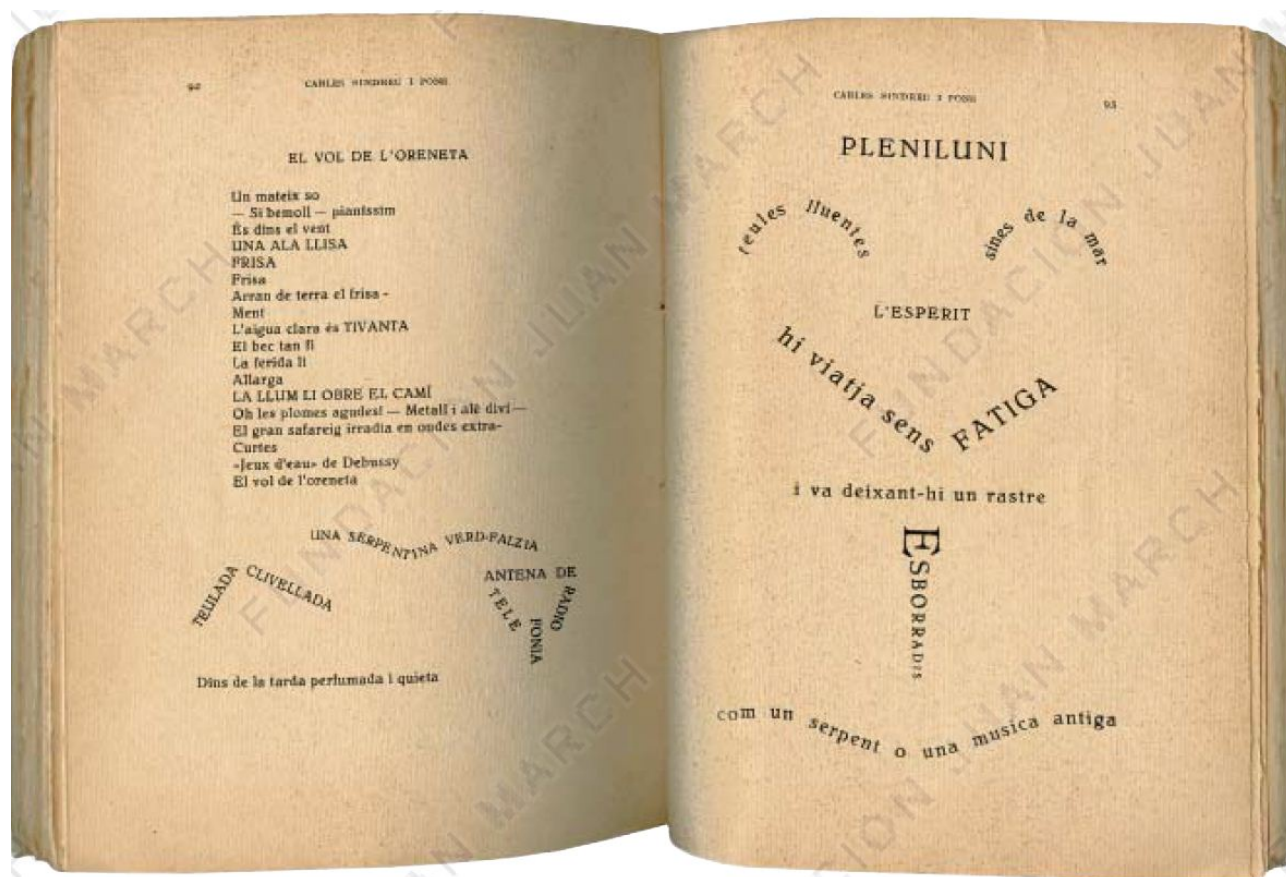 92 CARLES SINDREU I PONS
EL VOL DE L'ORENETA
Un mateix so
— Si bemoll — pianíssim
És dins el vent
UNA ALA LLISA
FRISA
Frisa
Arran de terra el frisa -
Ment
L'aigua clara és TIVANTA
El bec tan fi
La ferida li
Allarga
LA LLUM LI OBRE EL CAMÍ
Oh les plomes agudes! — Metall i alè diví —
El gran safareig irradia en ondes extra-
Curtes
«Jeux d'eau» de Debussy
El vol de l'oreneta
UNA SERPENTINA VERD-FALZIA
TEULADA CLIVELLADA
ANTENA DE
RADIO
TELE
FONIA
Dins de la tarda perfumada i quieta
CARLES SINDREU I PONS 93
PLENILUNI
teules lluentes
sines de la mar
L'ESPERIT
hi viatja sens FATIGA
i va deixant-hi un rastre
ESBORRADIS
com un serpent o una musica antiga
FUNDACION JUAN MARCH